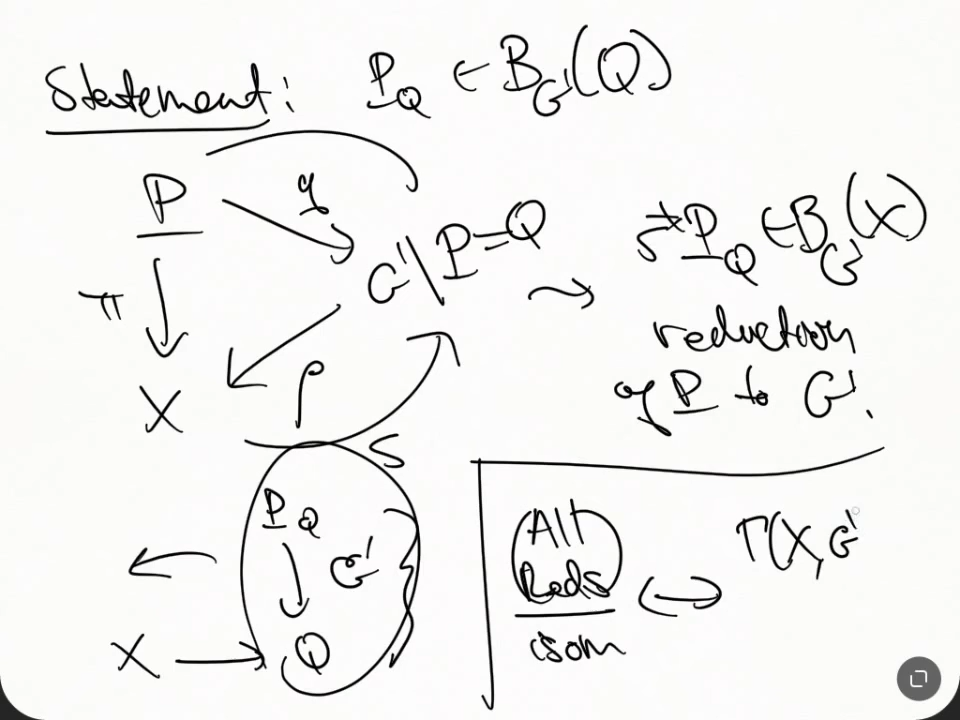 Statement: P_Q ∈ B_G'(Q)
P
q
G'\P = Q
π
ρ
X
S
s*P_Q ∈ B_G'(X)
reduction
of P to G'.
P_Q
G'
X → Q
All
Reds ↔ Γ(X, G'
isom